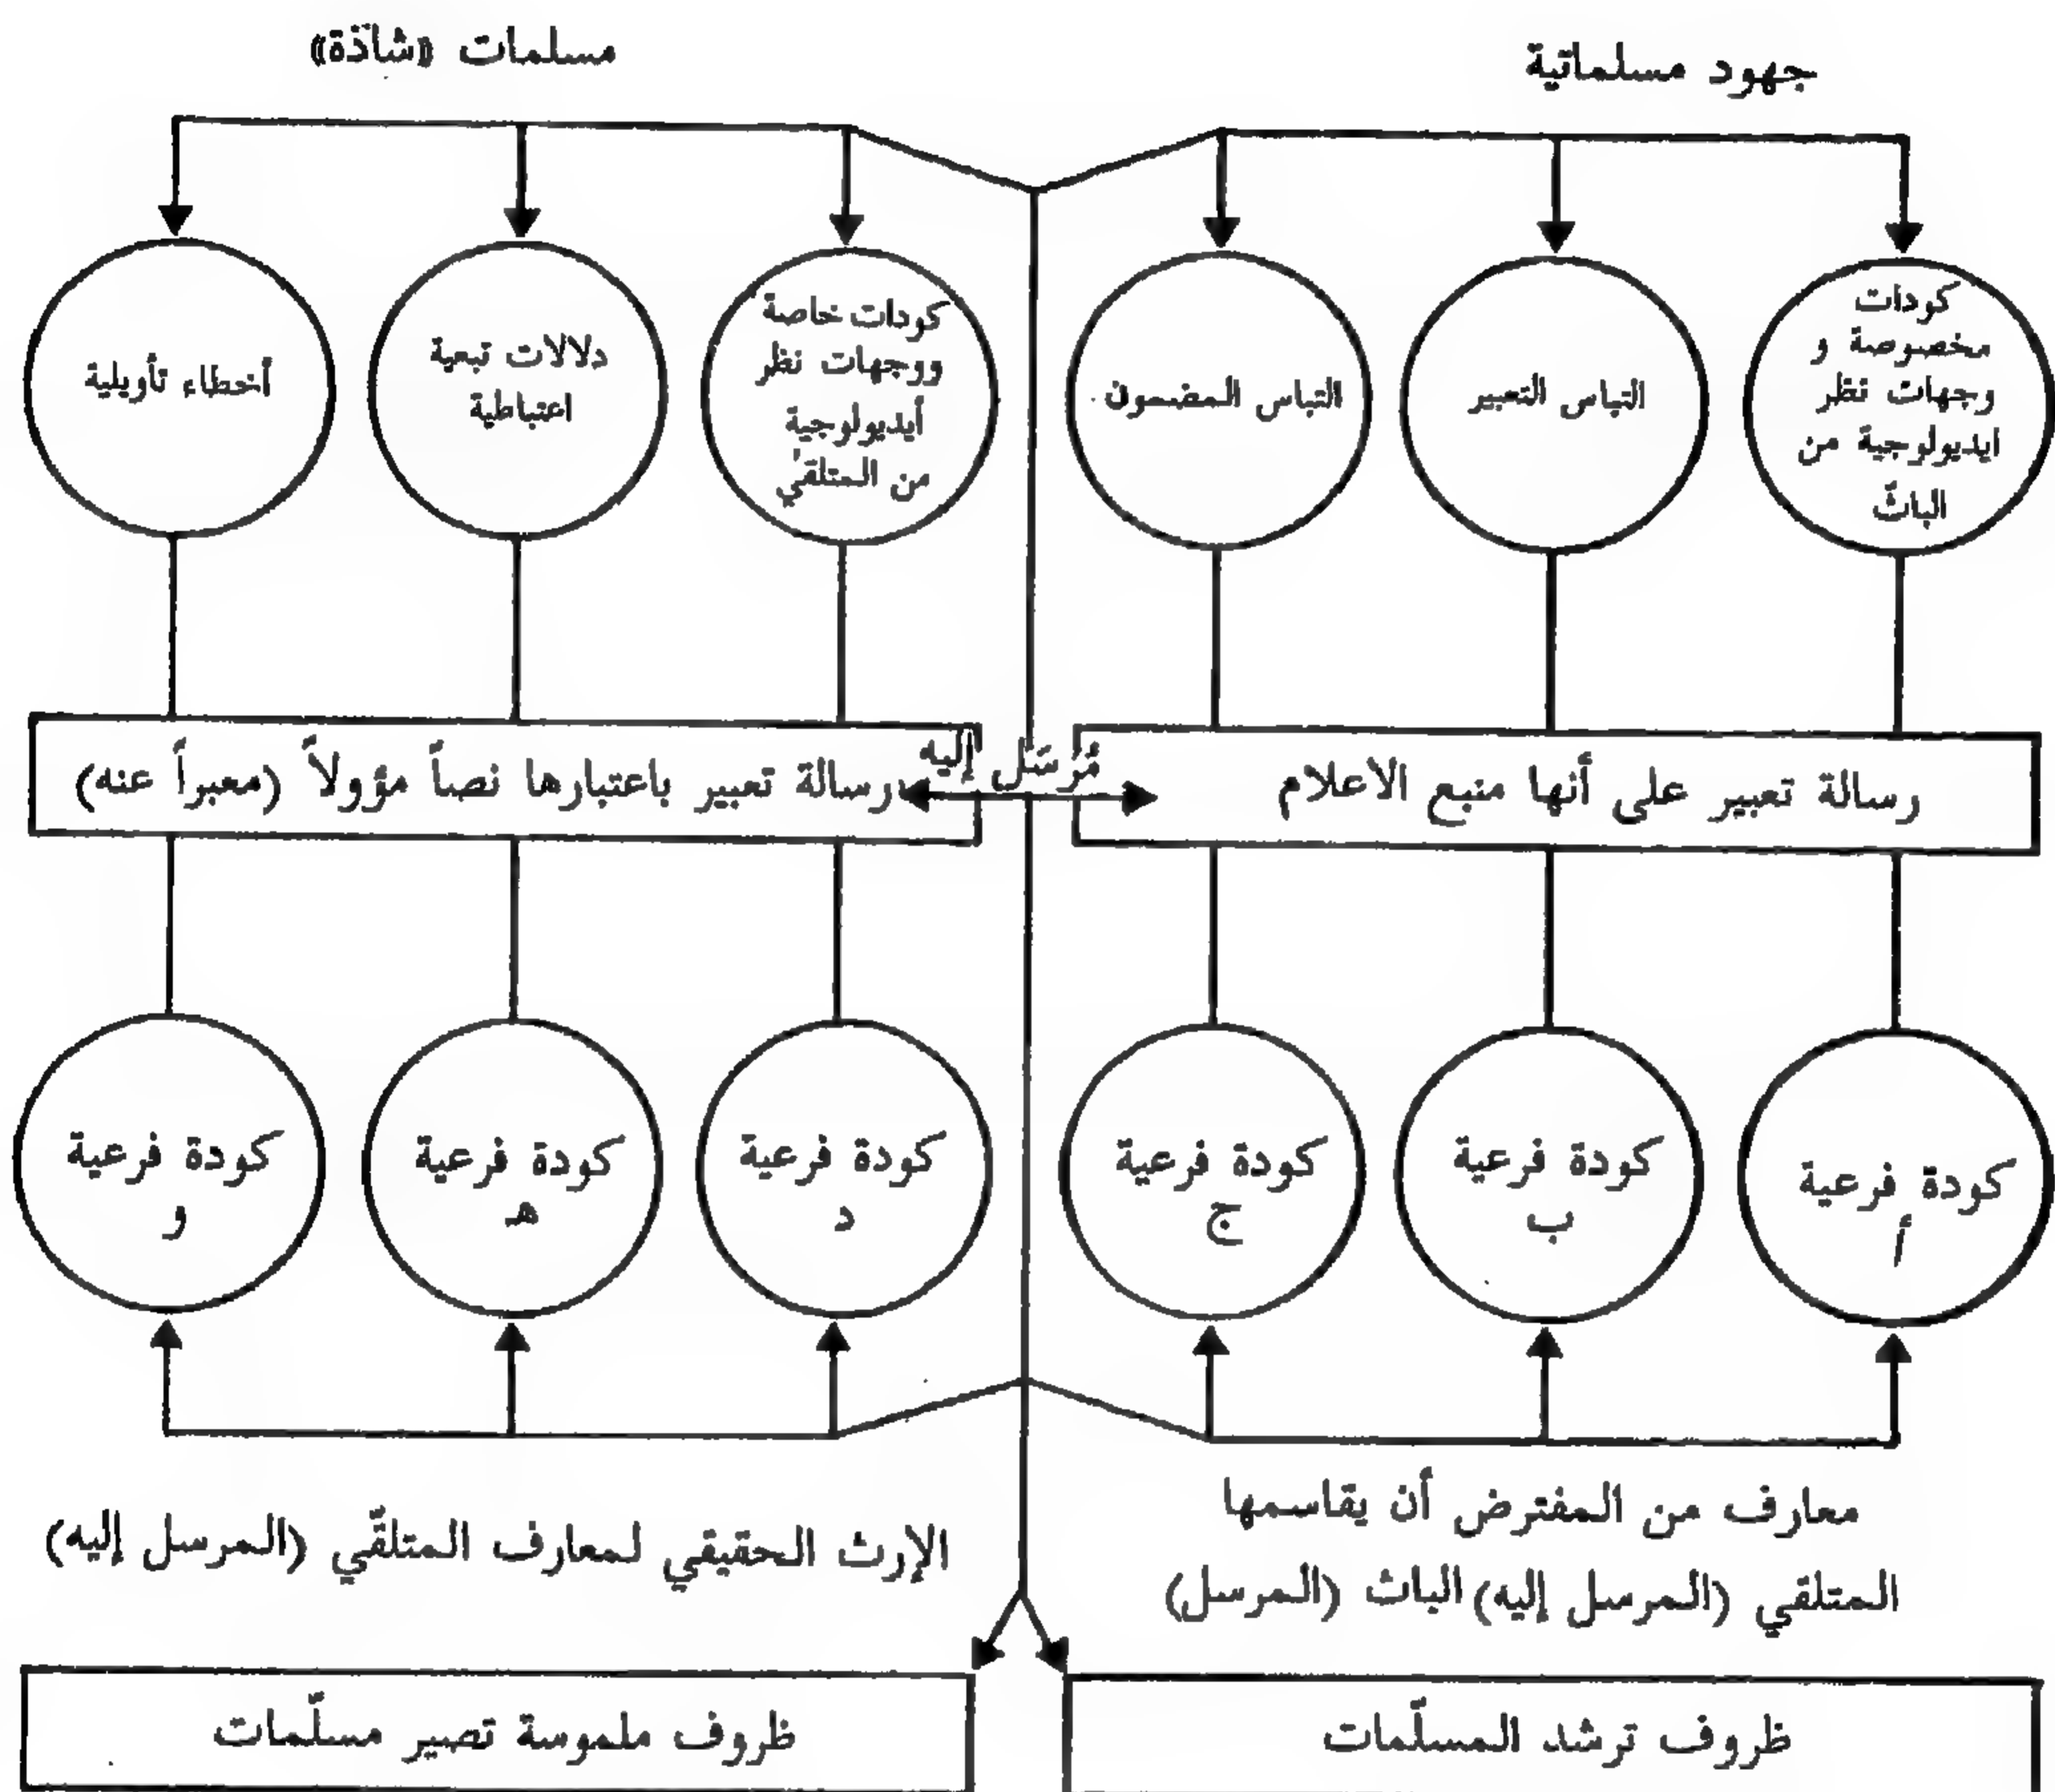 جهود مسلماتية
مسلمات «شاذة»
كودات
مخصوصة و
وجهات نظر
ايديولوجية من
الباثّ
التباس التعبير
التباس المضمون
كودات خاصة
ووجهات نظر
أيديولوجية
من المتلقي
دلالات تبعية
اعتباطية
أخطاء تأويلية
رسالة تعبير على أنها منبع الاعلام
مُرْسَل إليه
رسالة تعبير باعتبارها نصاً مؤولاً (معبراً عنه)
كودة فرعية
أ
كودة فرعية
ب
كودة فرعية
ج
كودة فرعية
د
كودة فرعية
هـ
كودة فرعية
و
معارف من المفترض أن يقاسمها
المتلقي (المرسل إليه) الباث (المرسل)
الإرث الحقيقي لمعارف المتلقّي (المرسل إليه)
ظروف ترشد المسلّمات
ظروف ملموسة تصير مسلّمات